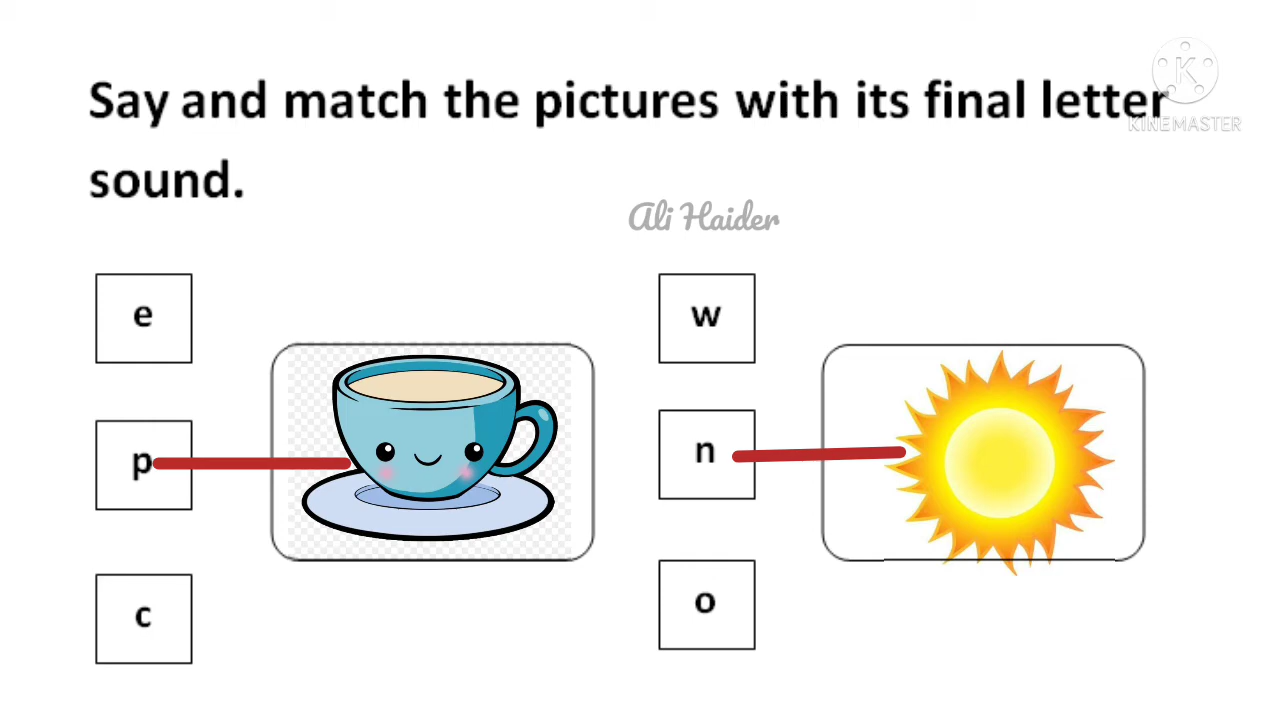 Say and match the pictures with its final letter
sound.
K
KINEMASTER
Ali Haider
e
w
p
n
c
o